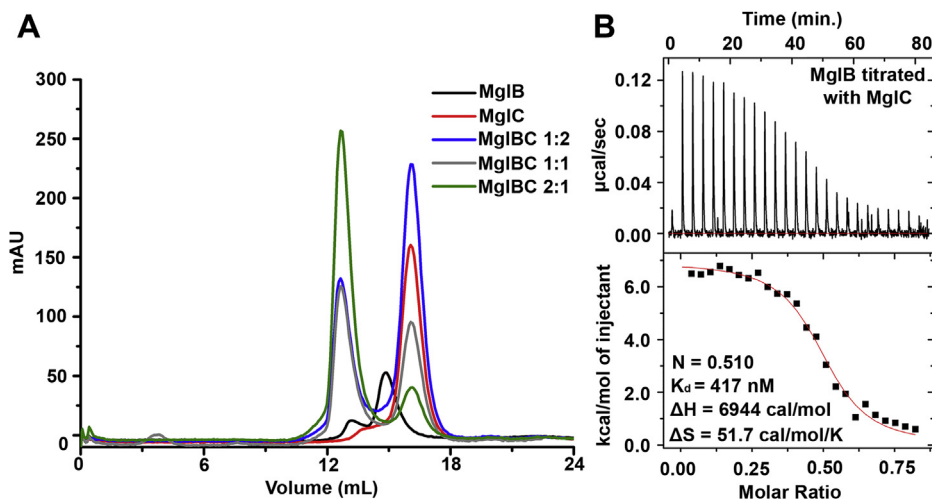 A
300
250
200
150
100
50
0
mAU
0
6
12
18
24
Volume (mL)
MglB
MglC
MglBC 1:2
MglBC 1:1
MglBC 2:1
B
Time (min.)
0 20 40 60 80
MglB titrated
with MglC
0.12
0.08
0.04
0.00
µcal/sec
6.0
4.0
2.0
0.0
kcal/mol of injectant
N = 0.510
Kd = 417 nM
ΔH = 6944 cal/mol
ΔS = 51.7 cal/mol/K
0.00 0.25 0.50 0.75
Molar Ratio